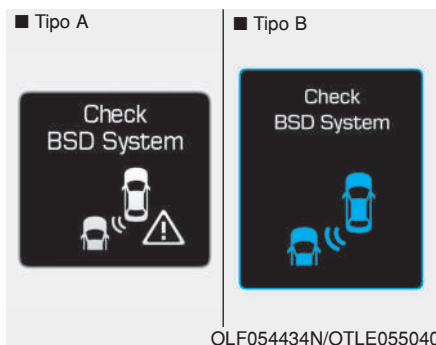 ■ Tipo A
Check
BSD System
■ Tipo B
Check
BSD System
OLF054434N/OTLE055040